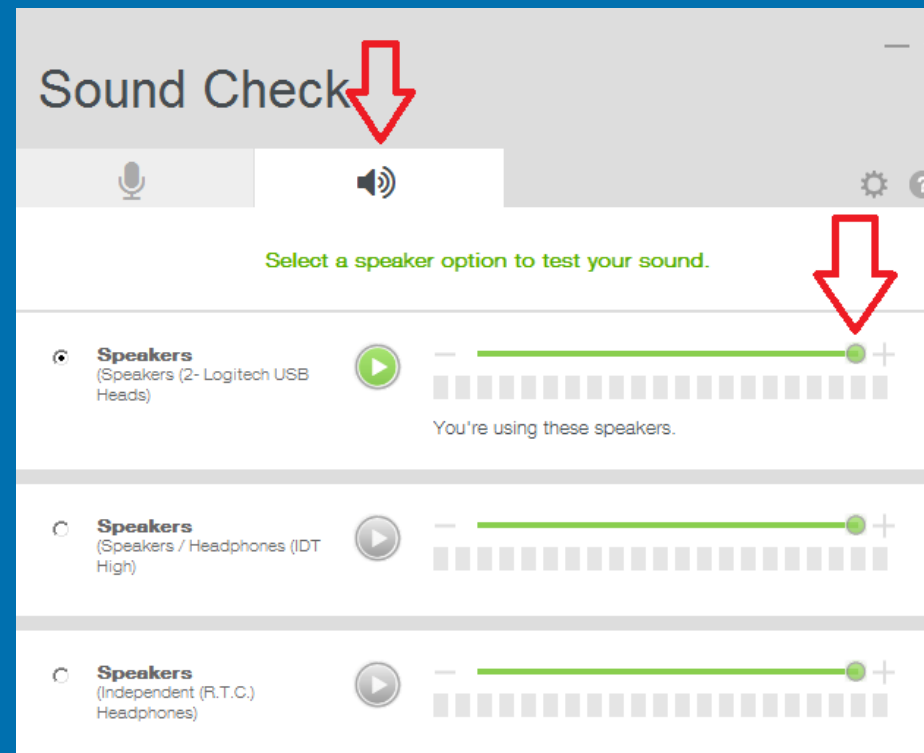 Sound Check
Select a speaker option to test your sound.
Speakers
(Speakers (2- Logitech USB
Heads)
You're using these speakers.
Speakers
(Speakers / Headphones (IDT
High)
Speakers
(Independent (R.T.C.)
Headphones)